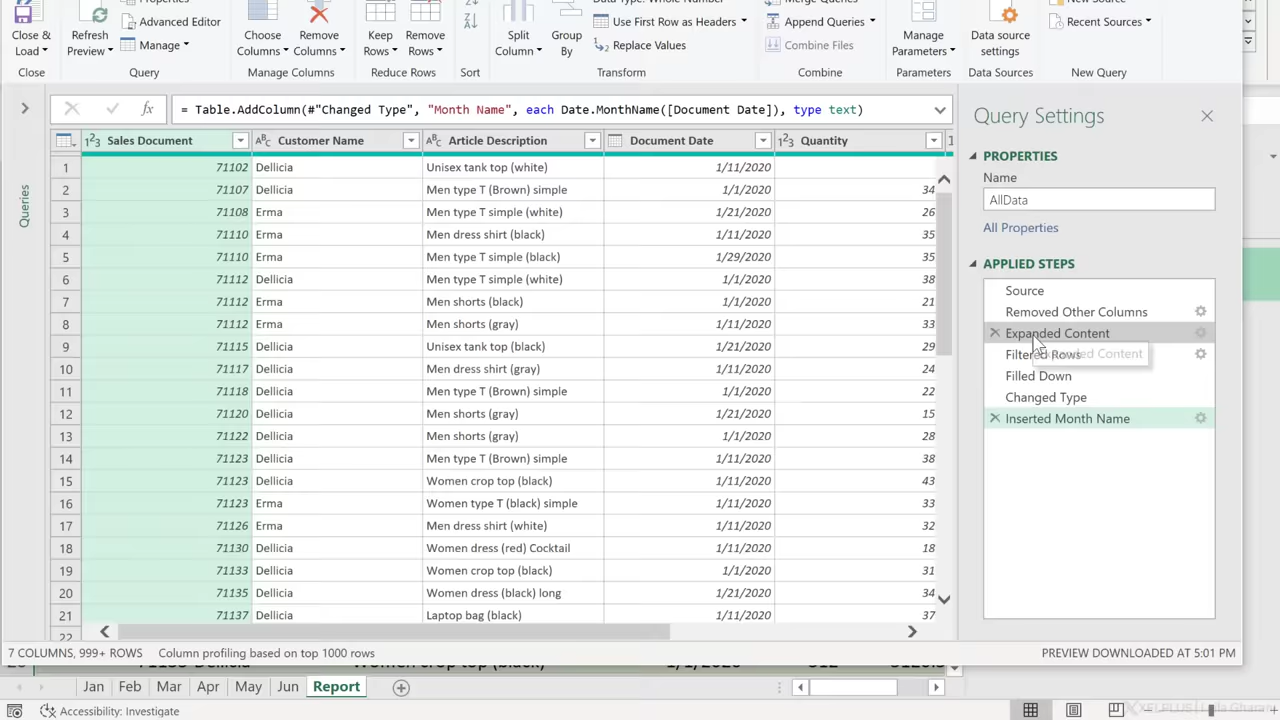 Properties
Data Type: Whole Number
Merge Queries
New Source
Advanced Editor
Use First Row as Headers
Append Queries
Recent Sources
Close &
Load
Refresh
Preview
Manage
Choose
Columns
Remove
Columns
Keep
Rows
Remove
Rows
Split
Column
Group
By
Replace Values
Combine Files
Manage
Parameters
Data source
settings
Close
Query
Manage Columns
Reduce Rows
Sort
Transform
Combine
Parameters
Data Sources
New Query
fx
= Table.AddColumn(#"Changed Type", "Month Name", each Date.MonthName([Document Date]), type text)
Queries
1²3 Sales Document ABC Customer Name ABC Article Description Document Date 1²3 Quantity
1 71102 Dellicia Unisex tank top (white) 1/11/2020
2 71107 Dellicia Men type T (Brown) simple 1/1/2020 34
3 71108 Erma Men type T simple (white) 1/21/2020 26
4 71110 Erma Men dress shirt (black) 1/21/2020 35
5 71110 Erma Men type T simple (black) 1/29/2020 35
6 71112 Dellicia Men type T simple (white) 1/1/2020 38
7 71112 Erma Men shorts (black) 1/1/2020 21
8 71112 Erma Men shorts (gray) 1/11/2020 33
9 71115 Dellicia Unisex tank top (black) 1/11/2020 29
10 71117 Dellicia Men dress shirt (gray) 1/11/2020 24
11 71118 Dellicia Men type T (Brown) simple 1/1/2020 22
12 71120 Dellicia Men shorts (gray) 1/21/2020 15
13 71122 Dellicia Men shorts (gray) 1/1/2020 28
14 71123 Dellicia Men type T (Brown) simple 1/11/2020 38
15 71123 Dellicia Women crop top (black) 1/11/2020 43
16 71123 Erma Women type T (black) simple 1/11/2020 33
17 71126 Erma Men dress shirt (white) 1/11/2020 32
18 71130 Dellicia Women dress (red) Cocktail 1/11/2020 18
19 71133 Dellicia Women crop top (black) 1/1/2020 31
20 71135 Dellicia Women dress (black) long 1/21/2020 34
21 71137 Dellicia Laptop bag (black) 1/11/2020 37
22
Query Settings
PROPERTIES
Name
AllData
All Properties
APPLIED STEPS
Source
Removed Other Columns
Expanded Content
Filtered Rows
Expanded Content
Filled Down
Changed Type
Inserted Month Name
7 COLUMNS, 999+ ROWS Column profiling based on top 1000 rows
PREVIEW DOWNLOADED AT 5:01 PM
Jan Feb Mar Apr May Jun Report
Accessibility: Investigate